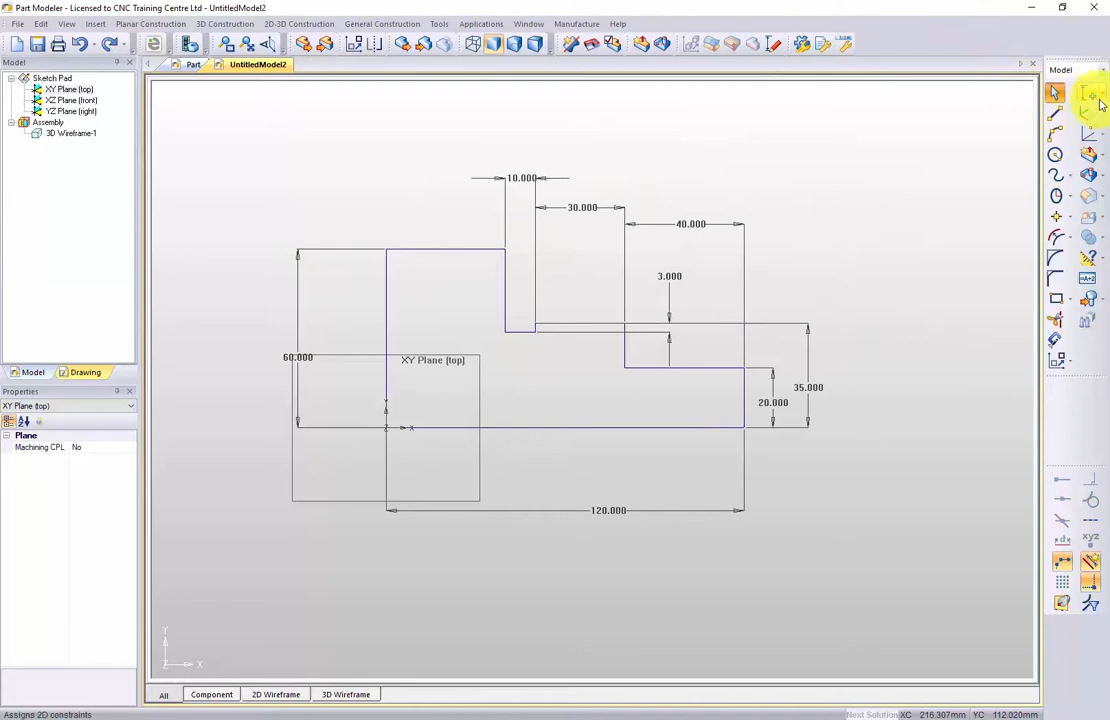 Part Modeler - Licensed to CNC Training Centre Ltd - UntitledModel2
File Edit View Planar Construction 3D Construction 2D-3D Construction General Construction Tools Applications Window Manufacture Help
Model
Part UntitledModel2
Model
Sketch Pad
XY Plane (top)
XZ Plane (front)
YZ Plane (right)
Assembly
3D Wireframe-1
10.000
30.000
40.000
3.000
60.000
XY Plane (top)
35.000
20.000
Y
Z X
120.000
Model Drawing
Properties
XY Plane (top)
Plane
Machining CPL No
xyz
Y
Z X
All Component 2D Wireframe 3D Wireframe
Assigns 2D constraints
Next Solution XC 216.307mm YC 112.020mm